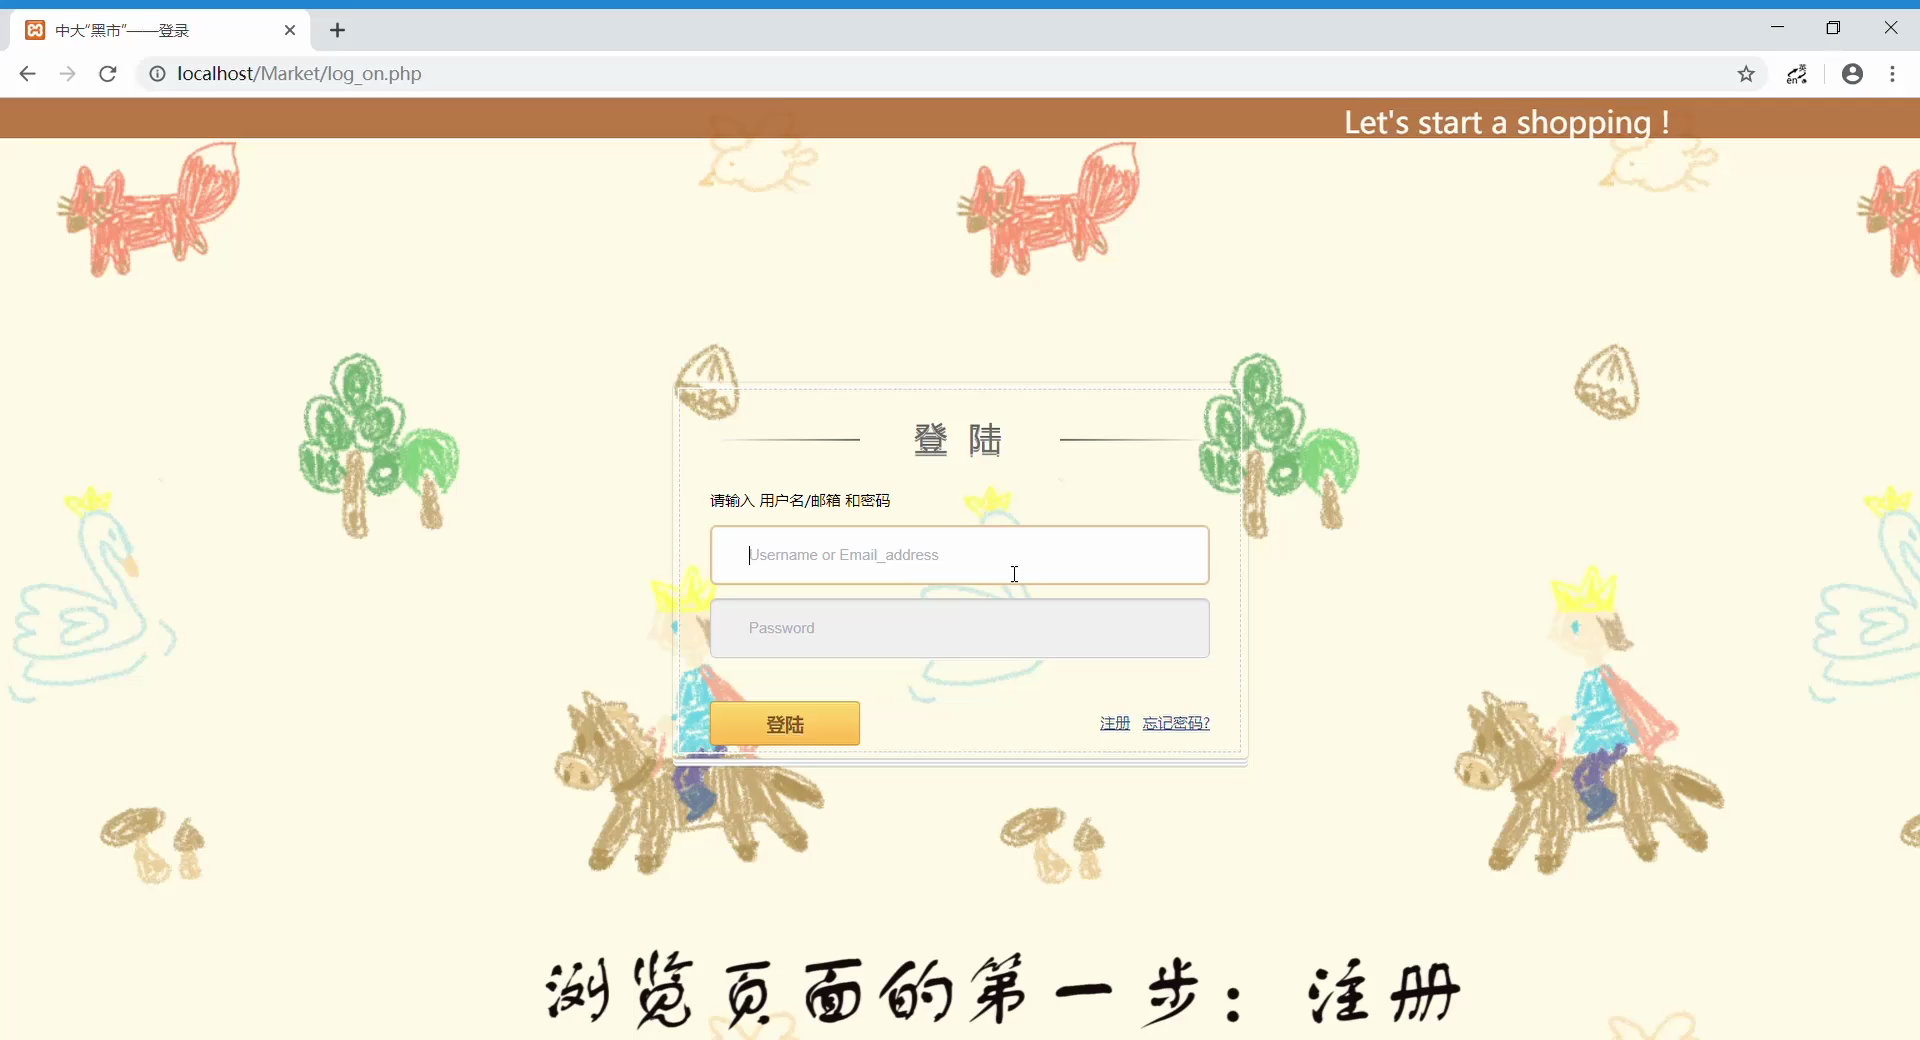 中大“黑市”——登录
localhost/Market/log_on.php
Let's start a shopping !
登 陆
请输入 用户名/邮箱 和密码
Username or Email_address
Password
登陆 注册 忘记密码?
浏览页面的第一步：注册